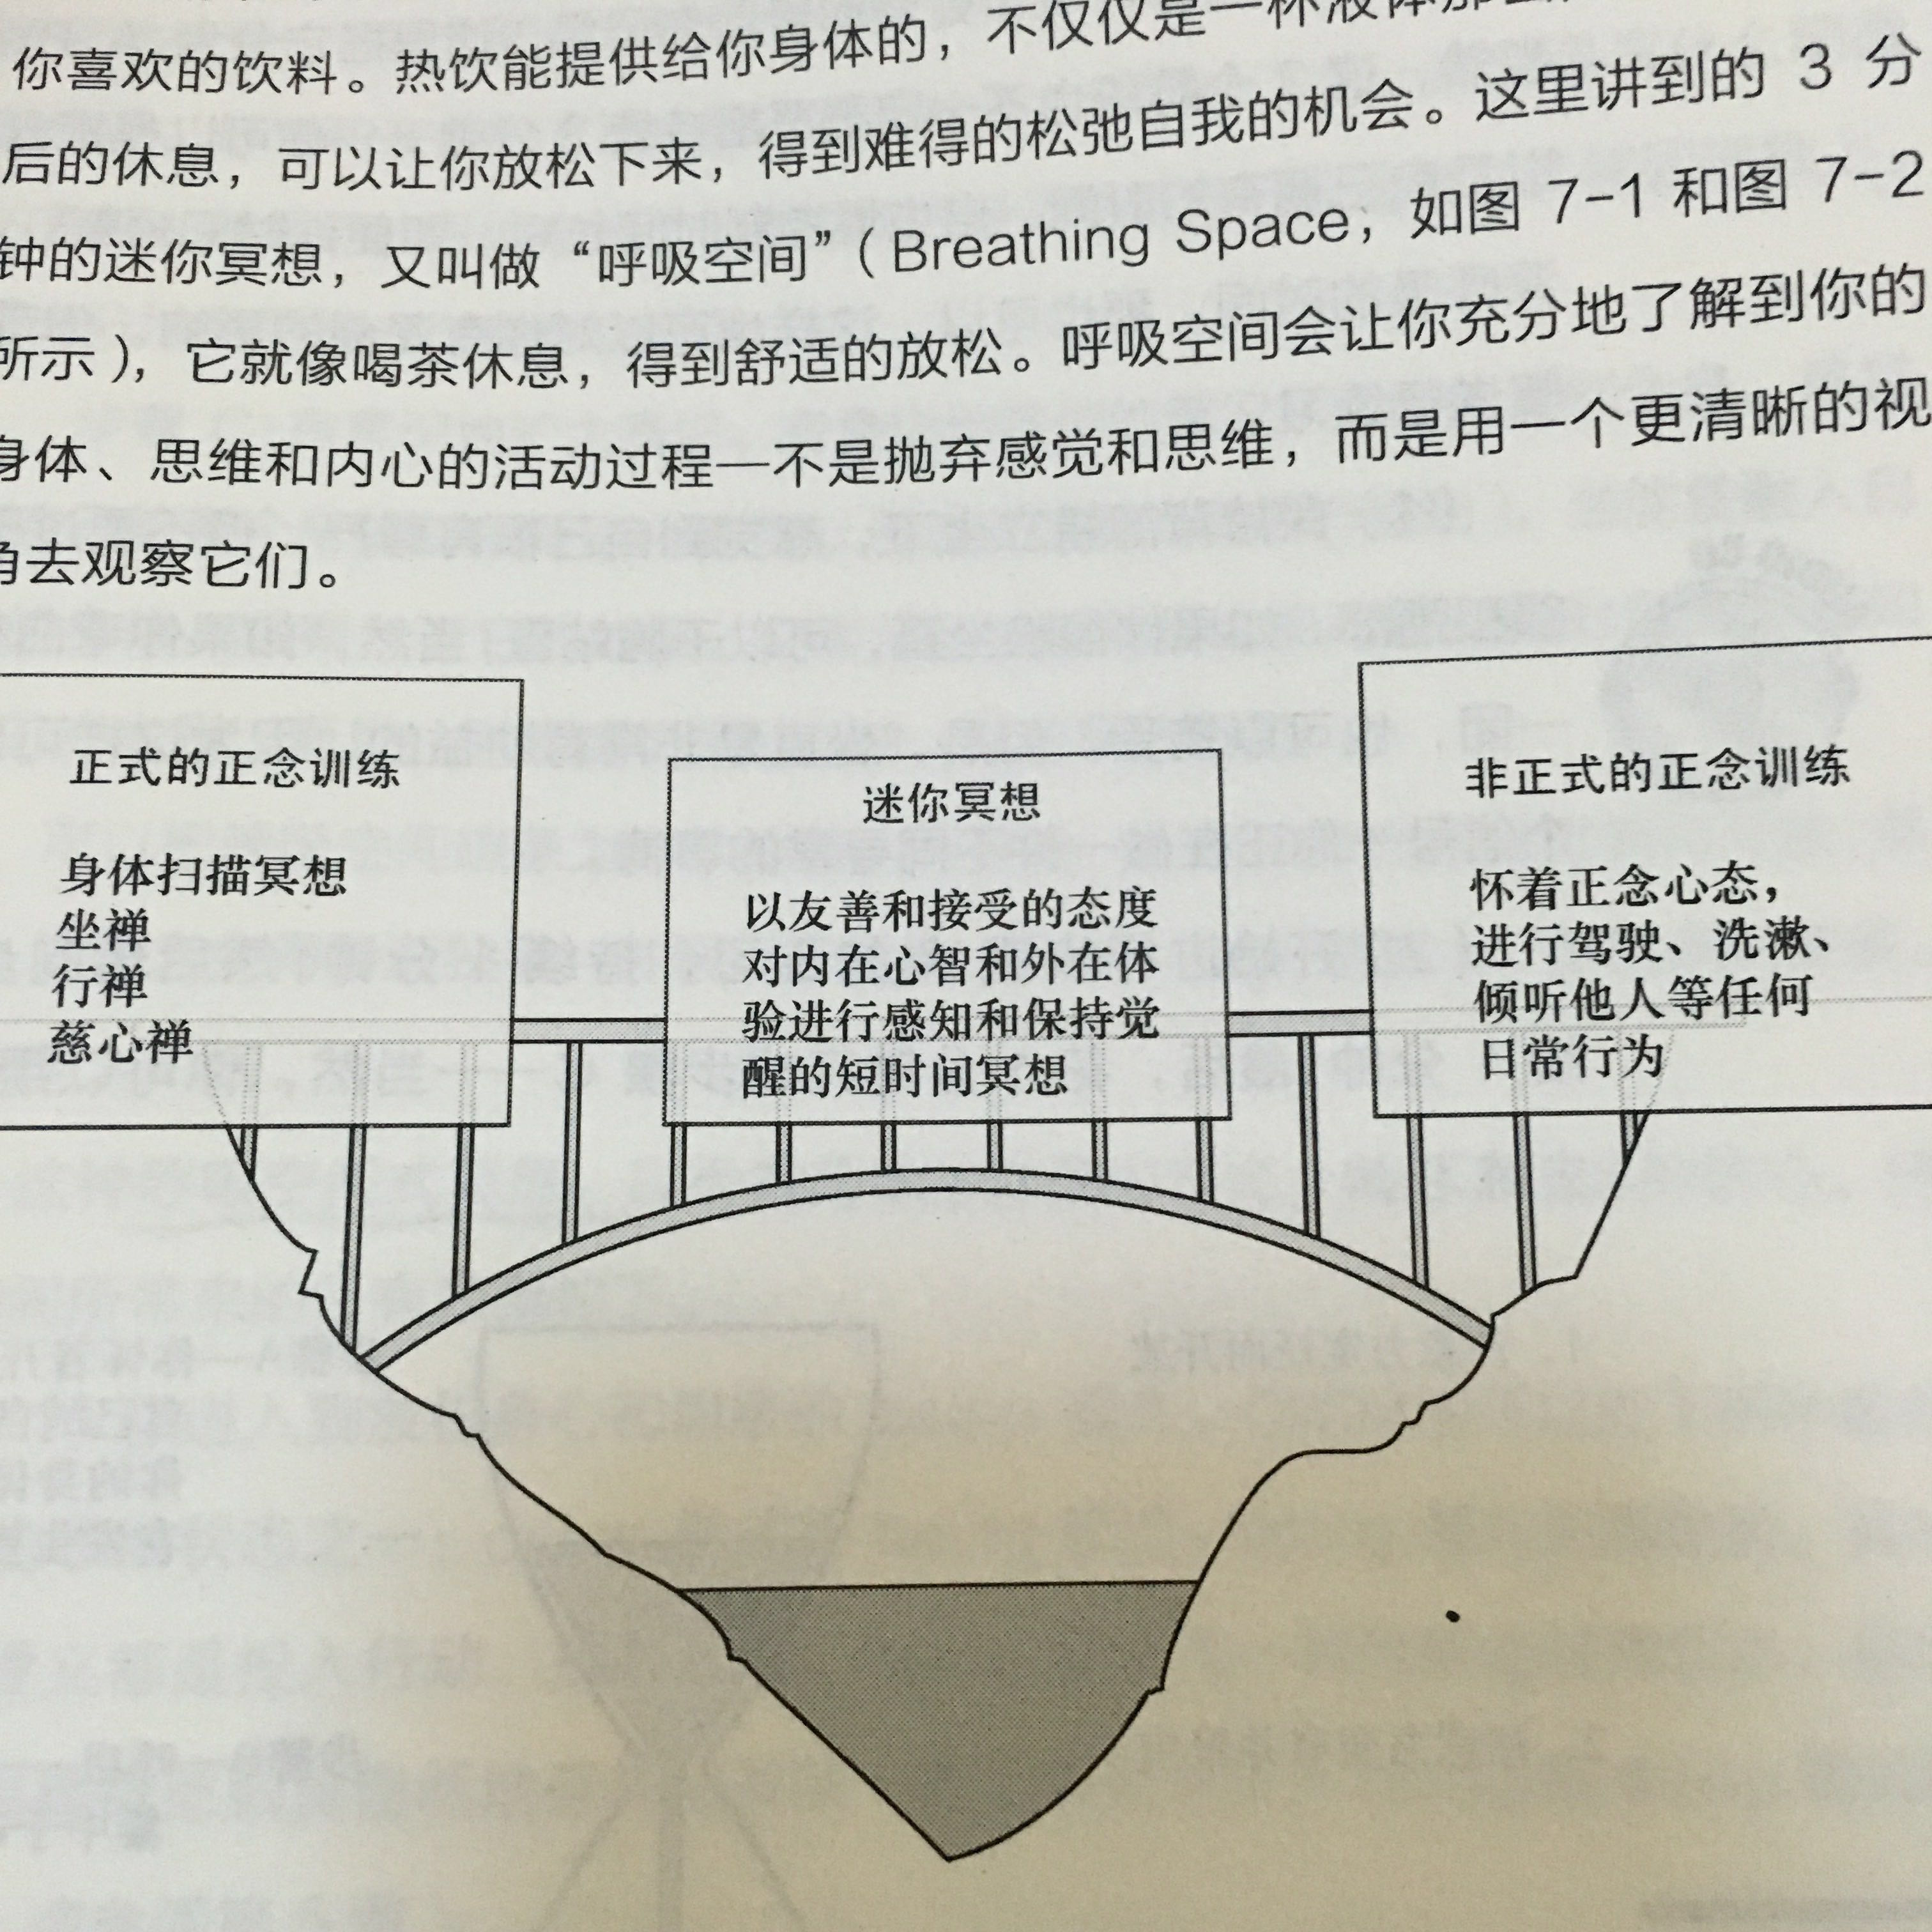 你喜欢的饮料。热饮能提供给你身体的，不仅仅是一杯液体那
后的休息，可以让你放松下来，得到难得的松弛自我的机会。这里讲到的 3 分
钟的迷你冥想，又叫做“呼吸空间”（Breathing Space，如图 7-1 和图 7-2
所示），它就像喝茶休息，得到舒适的放松。呼吸空间会让你充分地了解到你的
身体、思维和内心的活动过程—不是抛弃感觉和思维，而是用一个更清晰的视
角去观察它们。
正式的正念训练
身体扫描冥想
坐禅
行禅
慈心禅
迷你冥想
以友善和接受的态度
对内在心智和外在体
验进行感知和保持觉
醒的短时间冥想
非正式的正念训练
怀着正念心态，
进行驾驶、洗漱、
倾听他人等任何
日常行为